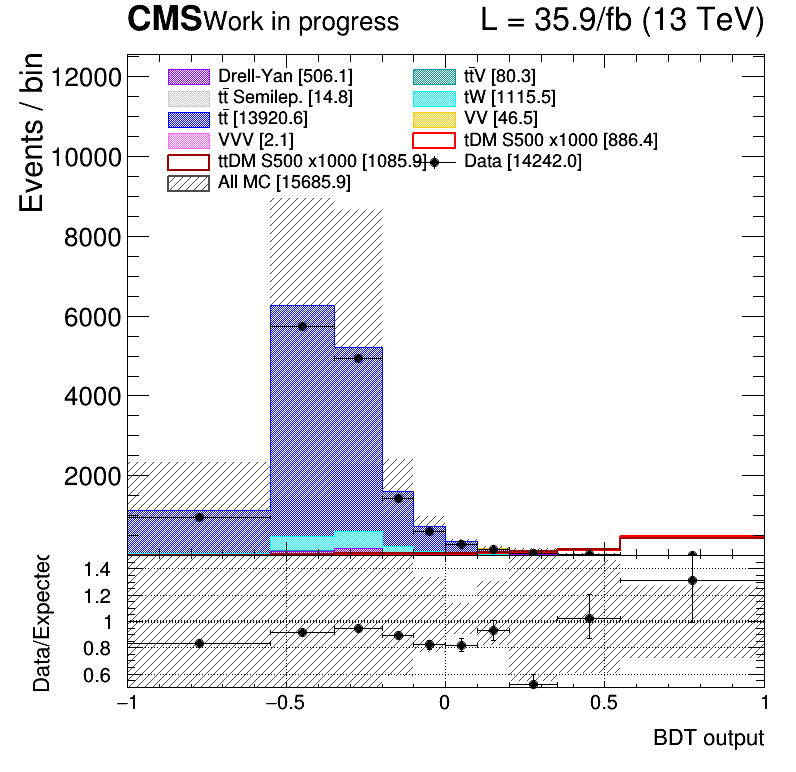 CMS Work in progress L = 35.9/fb (13 TeV)
Events / bin
12000
10000
8000
6000
4000
2000
Drell-Yan [506.1] tt̄V [80.3]
tt̄ Semilep. [14.8] tW [1115.5]
tt̄ [13920.6] VV [46.5]
VVV [2.1] tDM S500 x1000 [886.4]
ttDM S500 x1000 [1085.9] Data [14242.0]
All MC [15685.9]
Data/Expected
1.4
1.2
1
0.8
0.6
−1 −0.5 0 0.5 1
BDT output